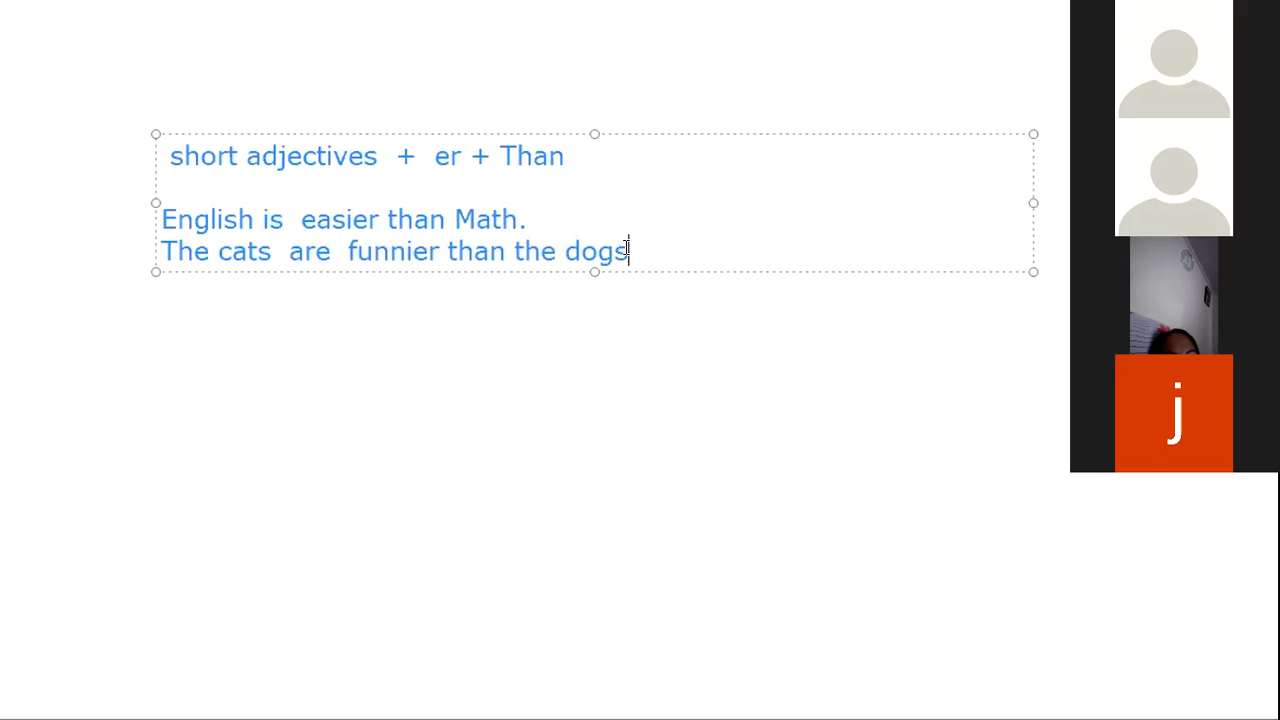 short adjectives + er + Than
English is easier than Math.
The cats are funnier than the dogs
j